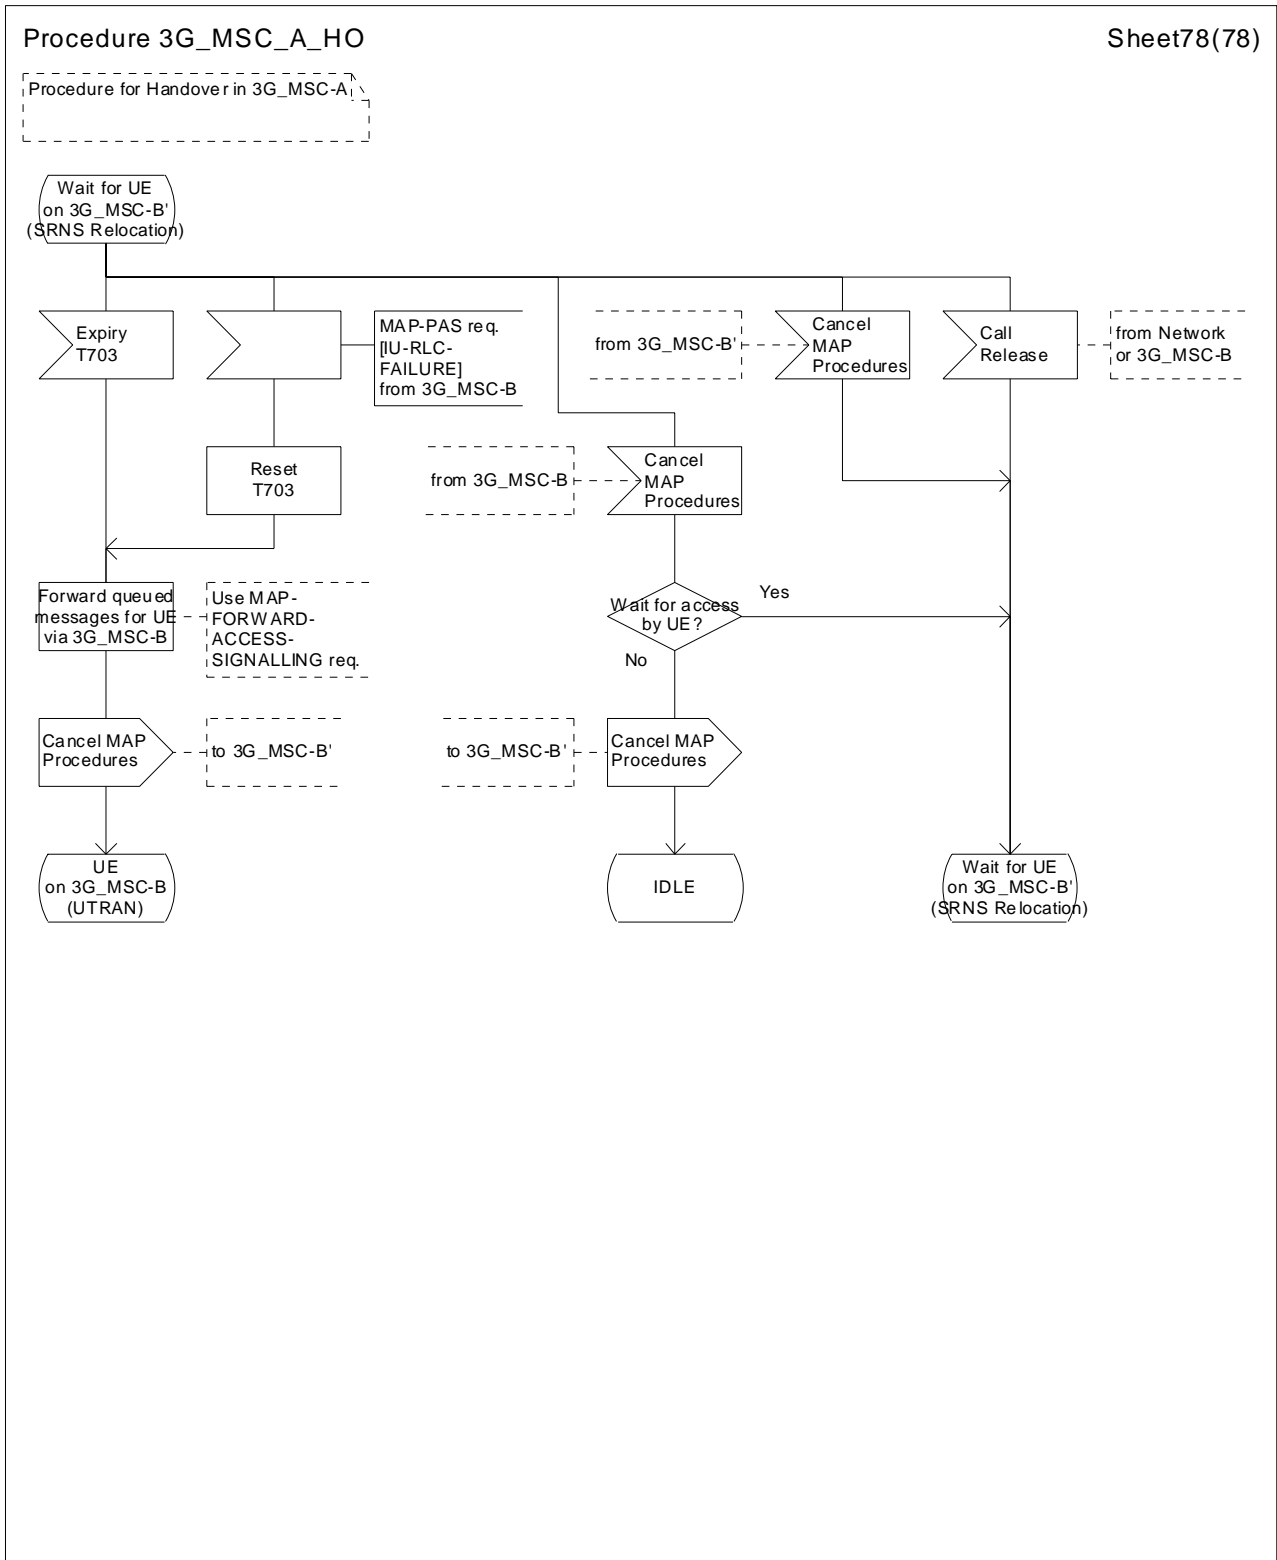 Procedure 3G_MSC_A_HO
Sheet78(78)
Procedure for Handover in 3G_MSC-A
Wait for UE
on 3G_MSC-B'
(SRNS Relocation)
Expiry
T703
MAP-PAS req.
[IU-RLC-
FAILURE]
from 3G_MSC-B
from 3G_MSC-B'
Cancel
MAP
Procedures
Call
Release
from Network
or 3G_MSC-B
Reset
T703
from 3G_MSC-B
Cancel
MAP
Procedures
Forward queued
messages for UE
via 3G_MSC-B
Use MAP-
FORWARD-
ACCESS-
SIGNALLING req.
Wait for access
by UE?
Yes
No
Cancel MAP
Procedures
to 3G_MSC-B'
to 3G_MSC-B'
Cancel MAP
Procedures
UE
on 3G_MSC-B
(UTRAN)
IDLE
Wait for UE
on 3G_MSC-B'
(SRNS Relocation)